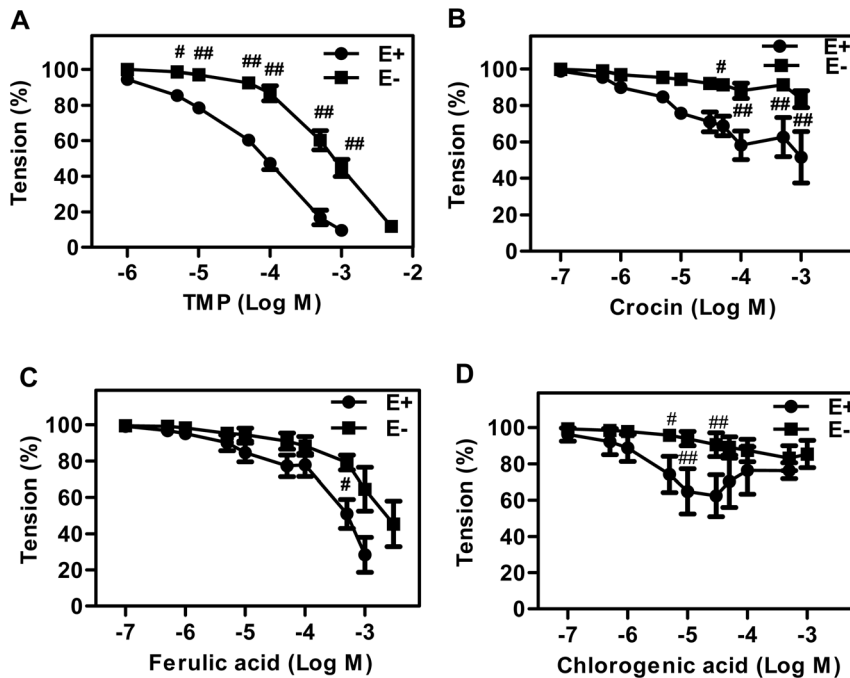 A
# ## ## ## ## ##
E+
E-
Tension (%)
100
80
60
40
20
0
-6 -5 -4 -3 -2
TMP (Log M)
B
# ## ## ##
E+
E-
Tension (%)
100
80
60
40
60
0
-7 -6 -5 -4 -3
Crocin (Log M)
C
#
E+
E-
Tension (%)
100
80
60
40
20
0
-7 -6 -5 -4 -3
Ferulic acid (Log M)
D
# ##
##
E+
E-
Tension (%)
100
80
60
40
20
0
-7 -6 -5 -4 -3
Chlorogenic acid (Log M)